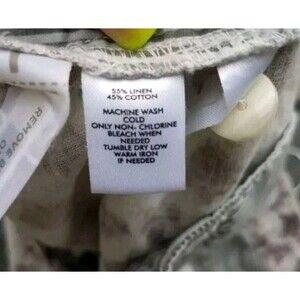 55% LINEN
45% COTTON
MACHINE WASH
COLD
ONLY NON- CHLORINE
BLEACH WHEN
NEEDED
TUMBLE DRY LOW
WARM IRON
IF NEEDED
REMOVE